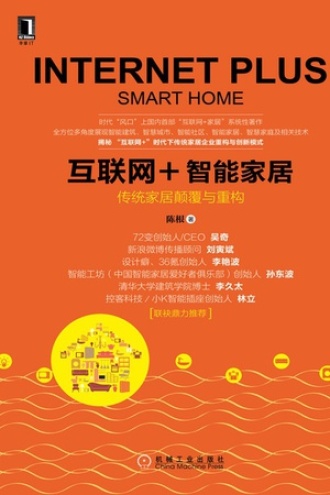 华章IT
INTERNET PLUS
SMART HOME
时代“风口”上国内首部“互联网+家居”系统性著作
全方位多角度展现智能建筑、智慧城市、智能社区、智能家居、智慧家庭及相关技术
揭秘“互联网+”时代下传统家居企业重构与创新模式
互联网+ 智能家居
传统家居颠覆与重构
陈根 著
72变创始人/CEO 吴奇
新浪微博传播顾问 刘寅斌
设计癖、36氪创始人 李艳波
智能工坊（中国智能家居爱好者俱乐部）创始人 孙东波
清华大学建筑学院博士 李久太
控客科技/小K智能插座创始人 林立
[联袂鼎力推荐]
机械工业出版社
China Machine Press